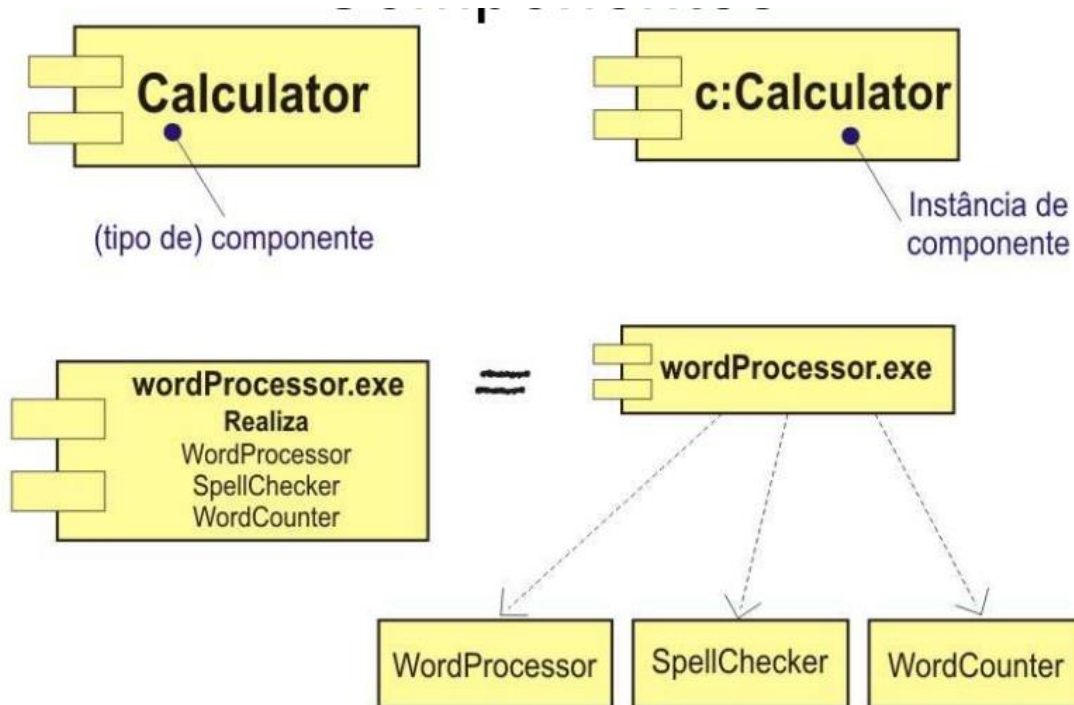 Calculator
c:Calculator
(tipo de) componente
Instância de
componente
wordProcessor.exe
Realiza
WordProcessor
SpellChecker
WordCounter
=
wordProcessor.exe
WordProcessor
SpellChecker
WordCounter